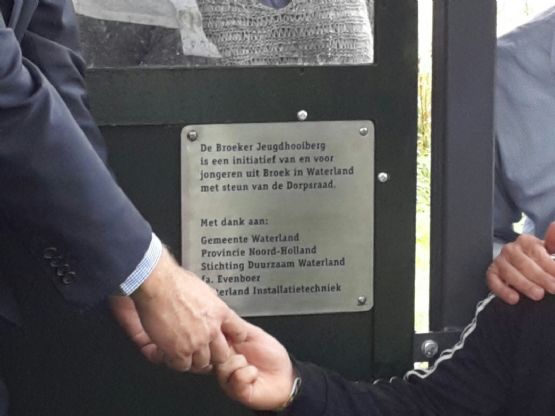 De Broeker Jeugdhooiberg
is een initiatief van en voor
jongeren uit Broek in Waterland
met steun van de Dorpsraad.
Met dank aan:
Gemeente Waterland
Provincie Noord-Holland
Stichting Duurzaam Waterland
fa. Evenboer
terland Installatietechniek